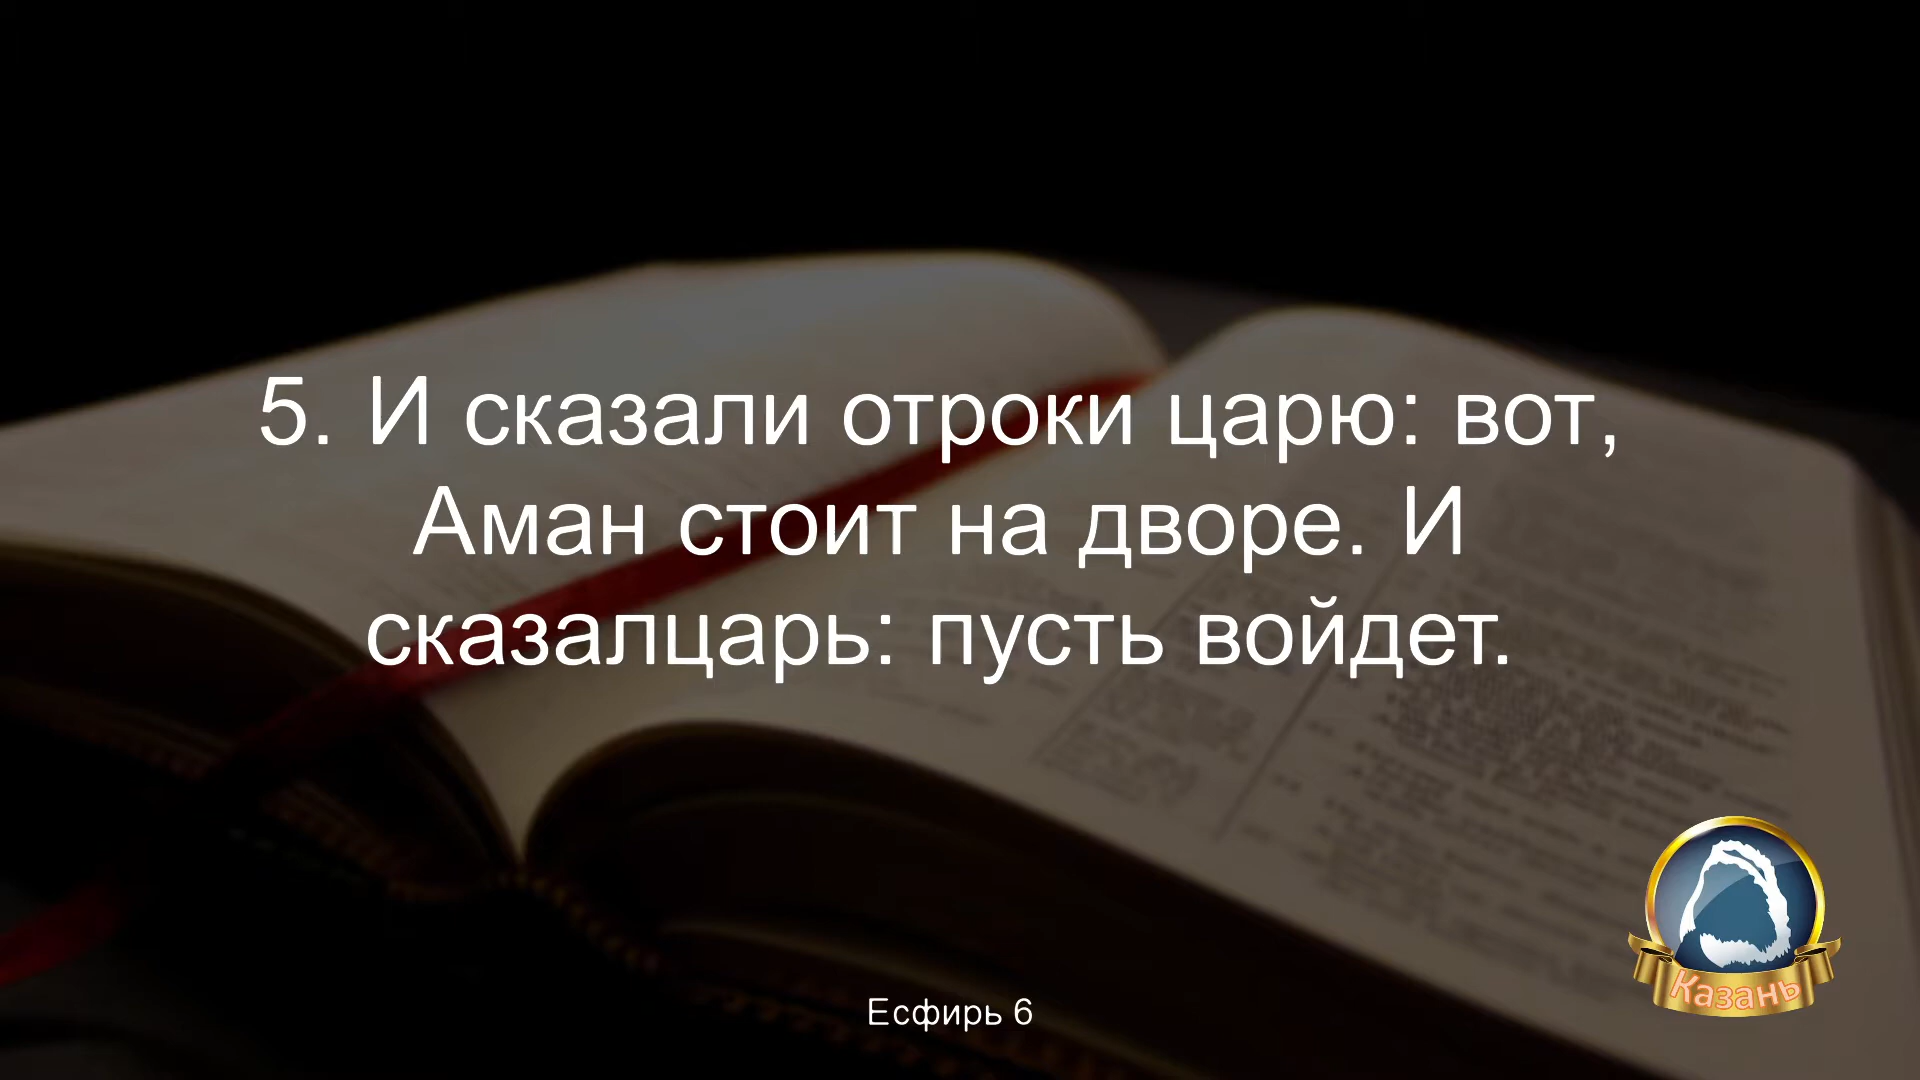 5. И сказали отроки царю: вот,
Аман стоит на дворе. И
сказалцарь: пусть войдет.
Есфирь 6
Казань